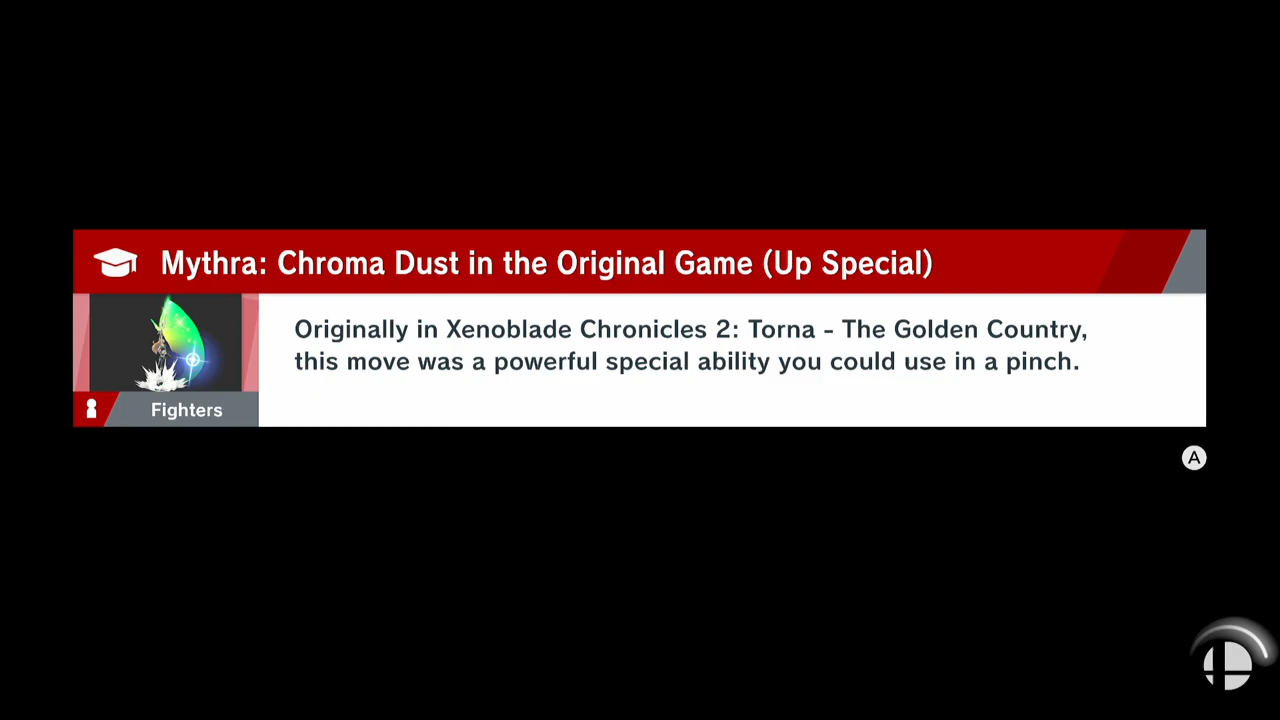 Mythra: Chroma Dust in the Original Game (Up Special)
Originally in Xenoblade Chronicles 2: Torna - The Golden Country,
this move was a powerful special ability you could use in a pinch.
Fighters
A